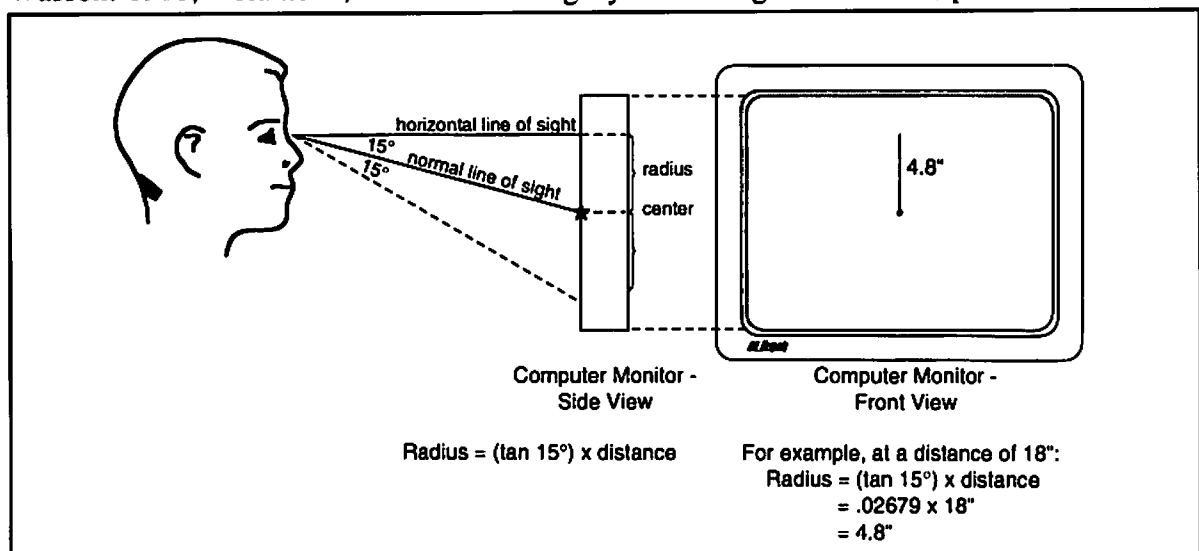 horizontal line of sight
15°
normal line of sight
15°
radius
center
4.8"
Computer Monitor -
Side View
Computer Monitor -
Front View
Radius = (tan 15°) x distance
For example, at a distance of 18":
Radius = (tan 15°) x distance
= .02679 x 18"
= 4.8"